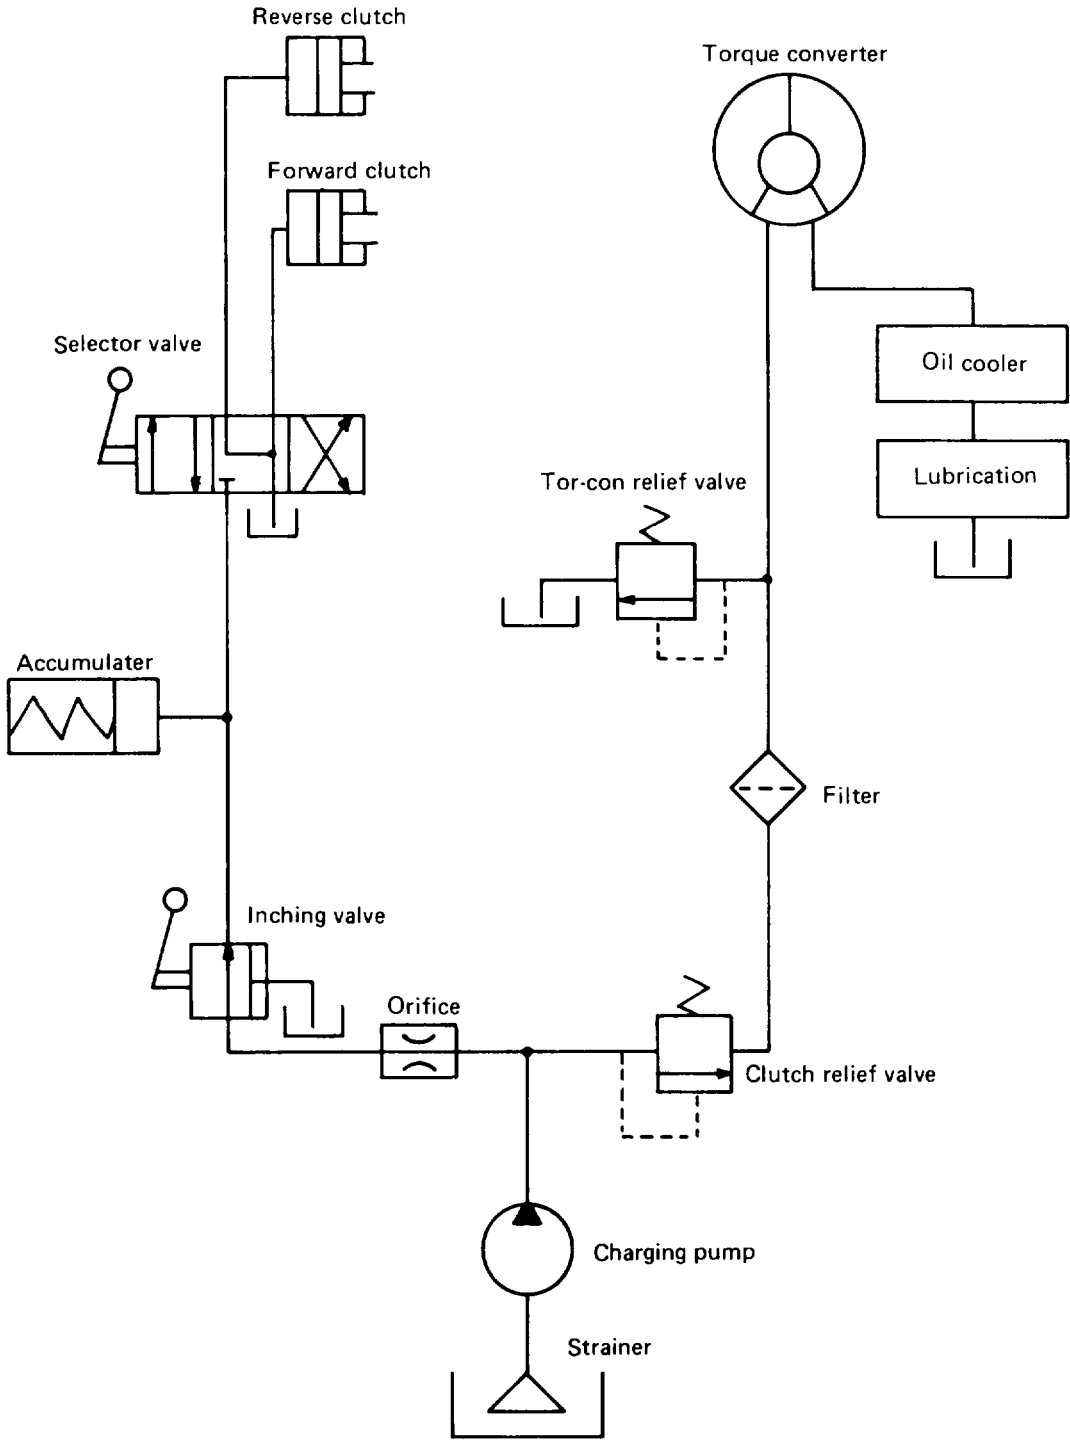 Reverse clutch
Torque converter
Forward clutch
Selector valve
Oil cooler
Lubrication
Tor-con relief valve
Accumulater
Filter
Inching valve
Orifice
Clutch relief valve
Charging pump
Strainer